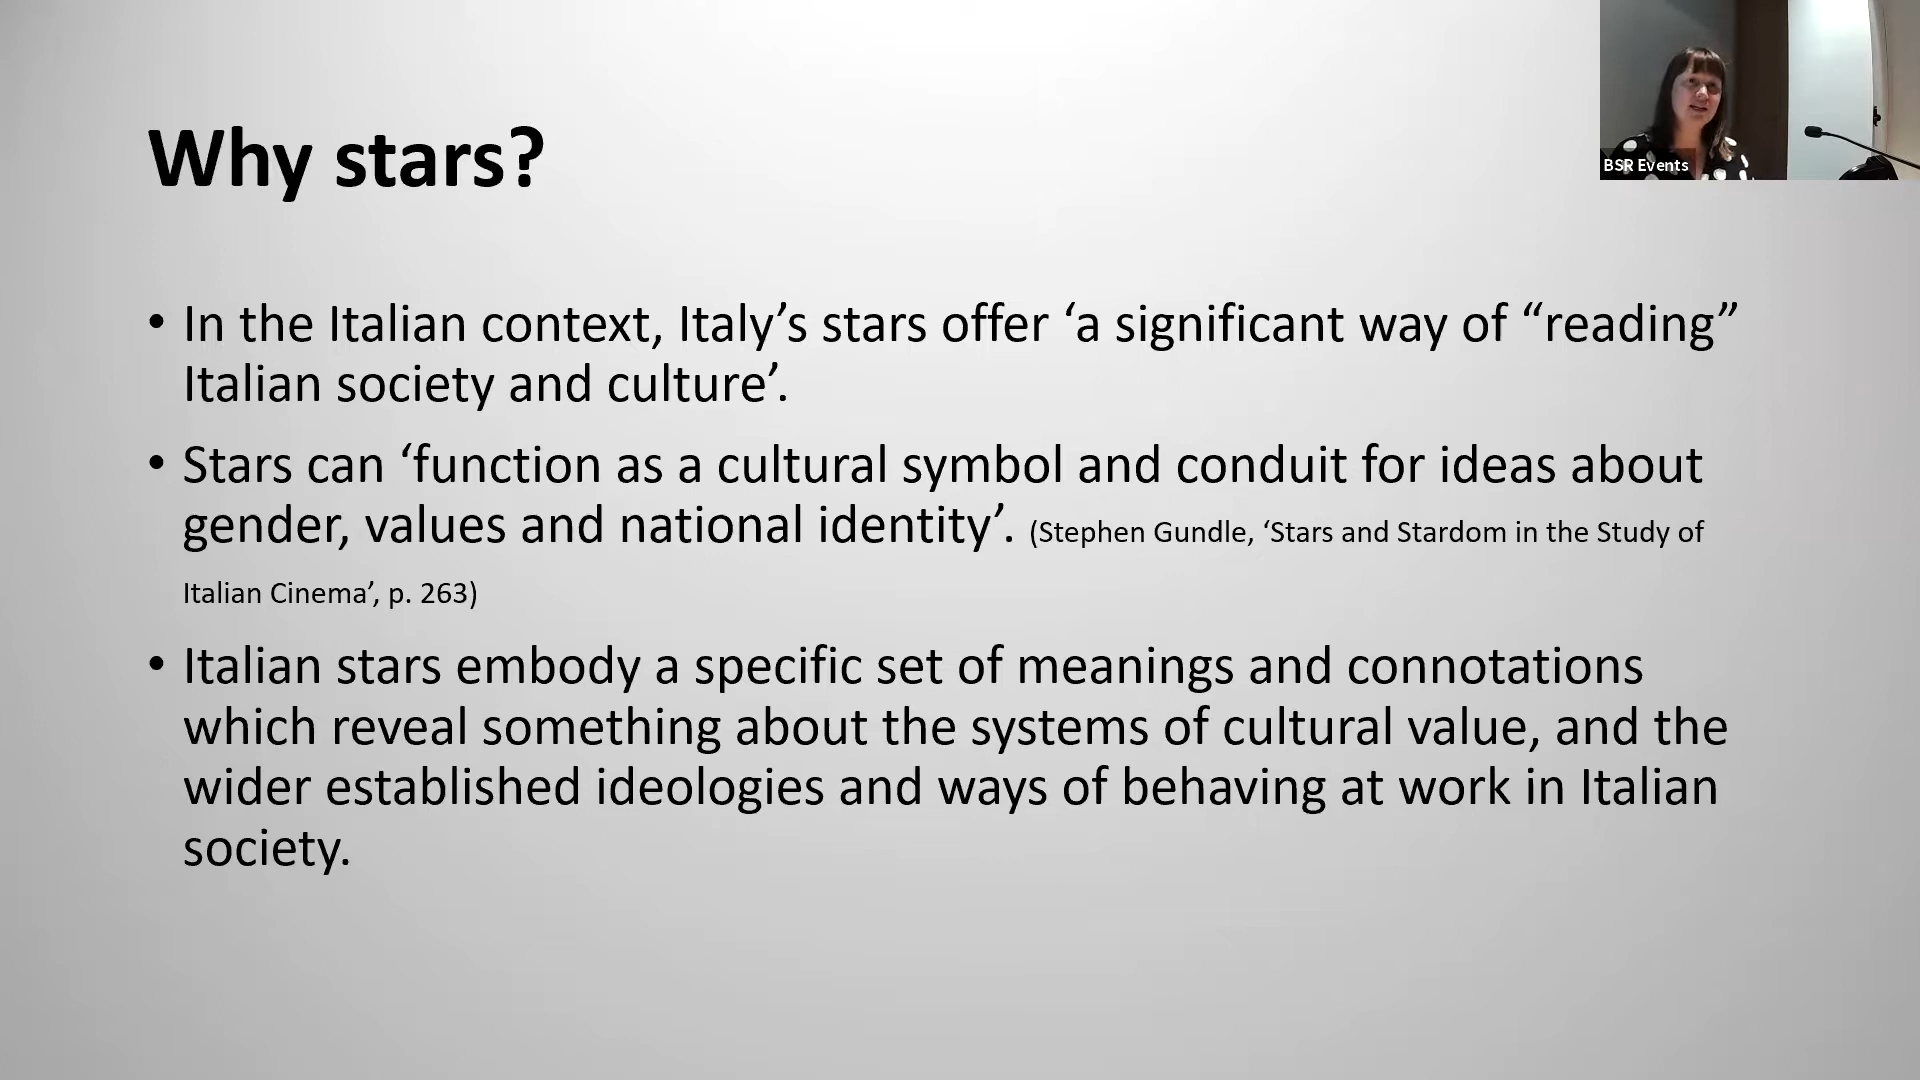 Why stars?
BSR Events
• In the Italian context, Italy’s stars offer ‘a significant way of “reading”
Italian society and culture’.
• Stars can ‘function as a cultural symbol and conduit for ideas about
gender, values and national identity’. (Stephen Gundle, ‘Stars and Stardom in the Study of
Italian Cinema’, p. 263)
• Italian stars embody a specific set of meanings and connotations
which reveal something about the systems of cultural value, and the
wider established ideologies and ways of behaving at work in Italian
society.